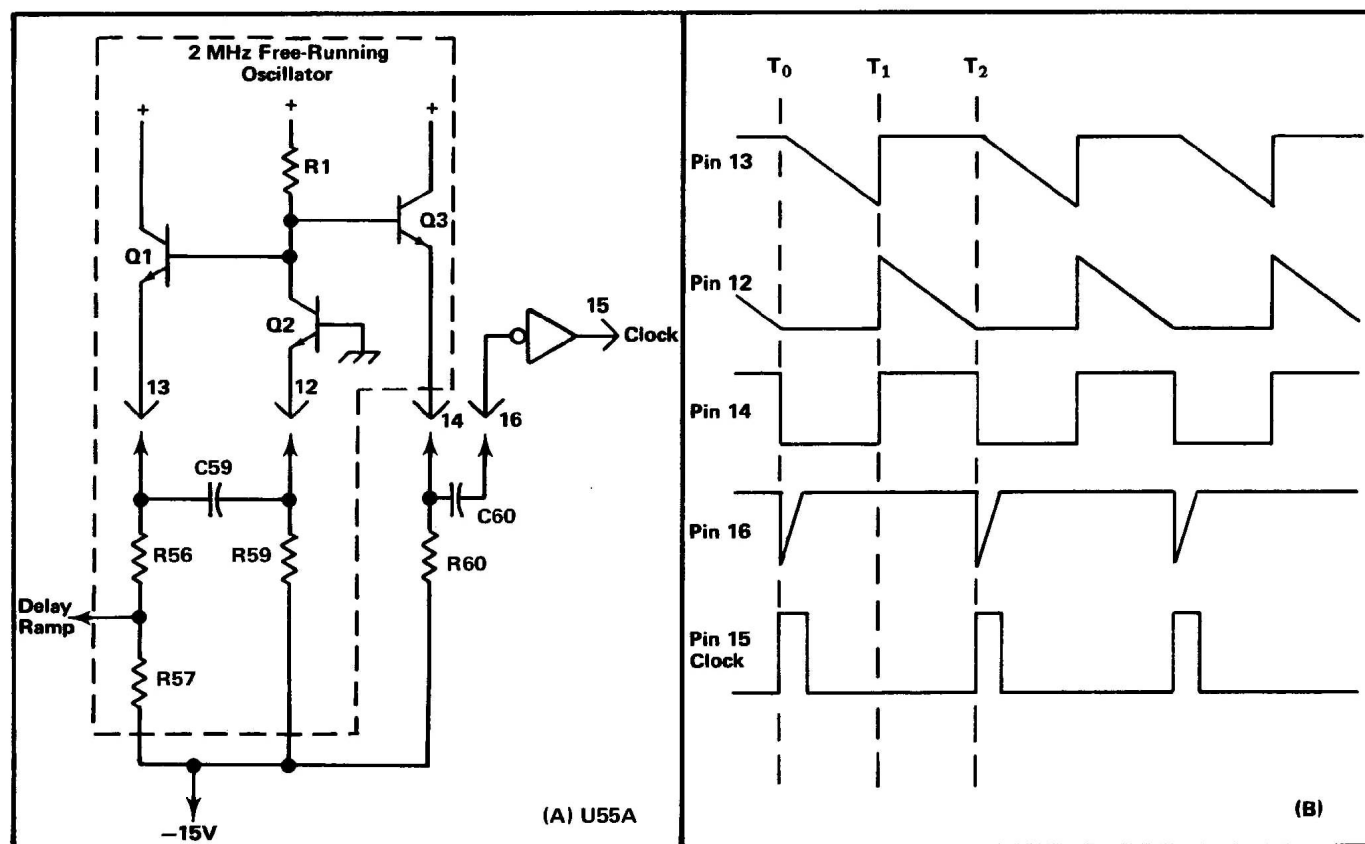 2 MHz Free-Running
Oscillator
+
+
+
R1
Q3
Q1
Q2
15
Clock
13
12
14
16
C59
C60
R56
R59
R60
Delay
Ramp
R57
−15V
(A) U55A
T0
T1
T2
Pin 13
Pin 12
Pin 14
Pin 16
Pin 15
Clock
(B)